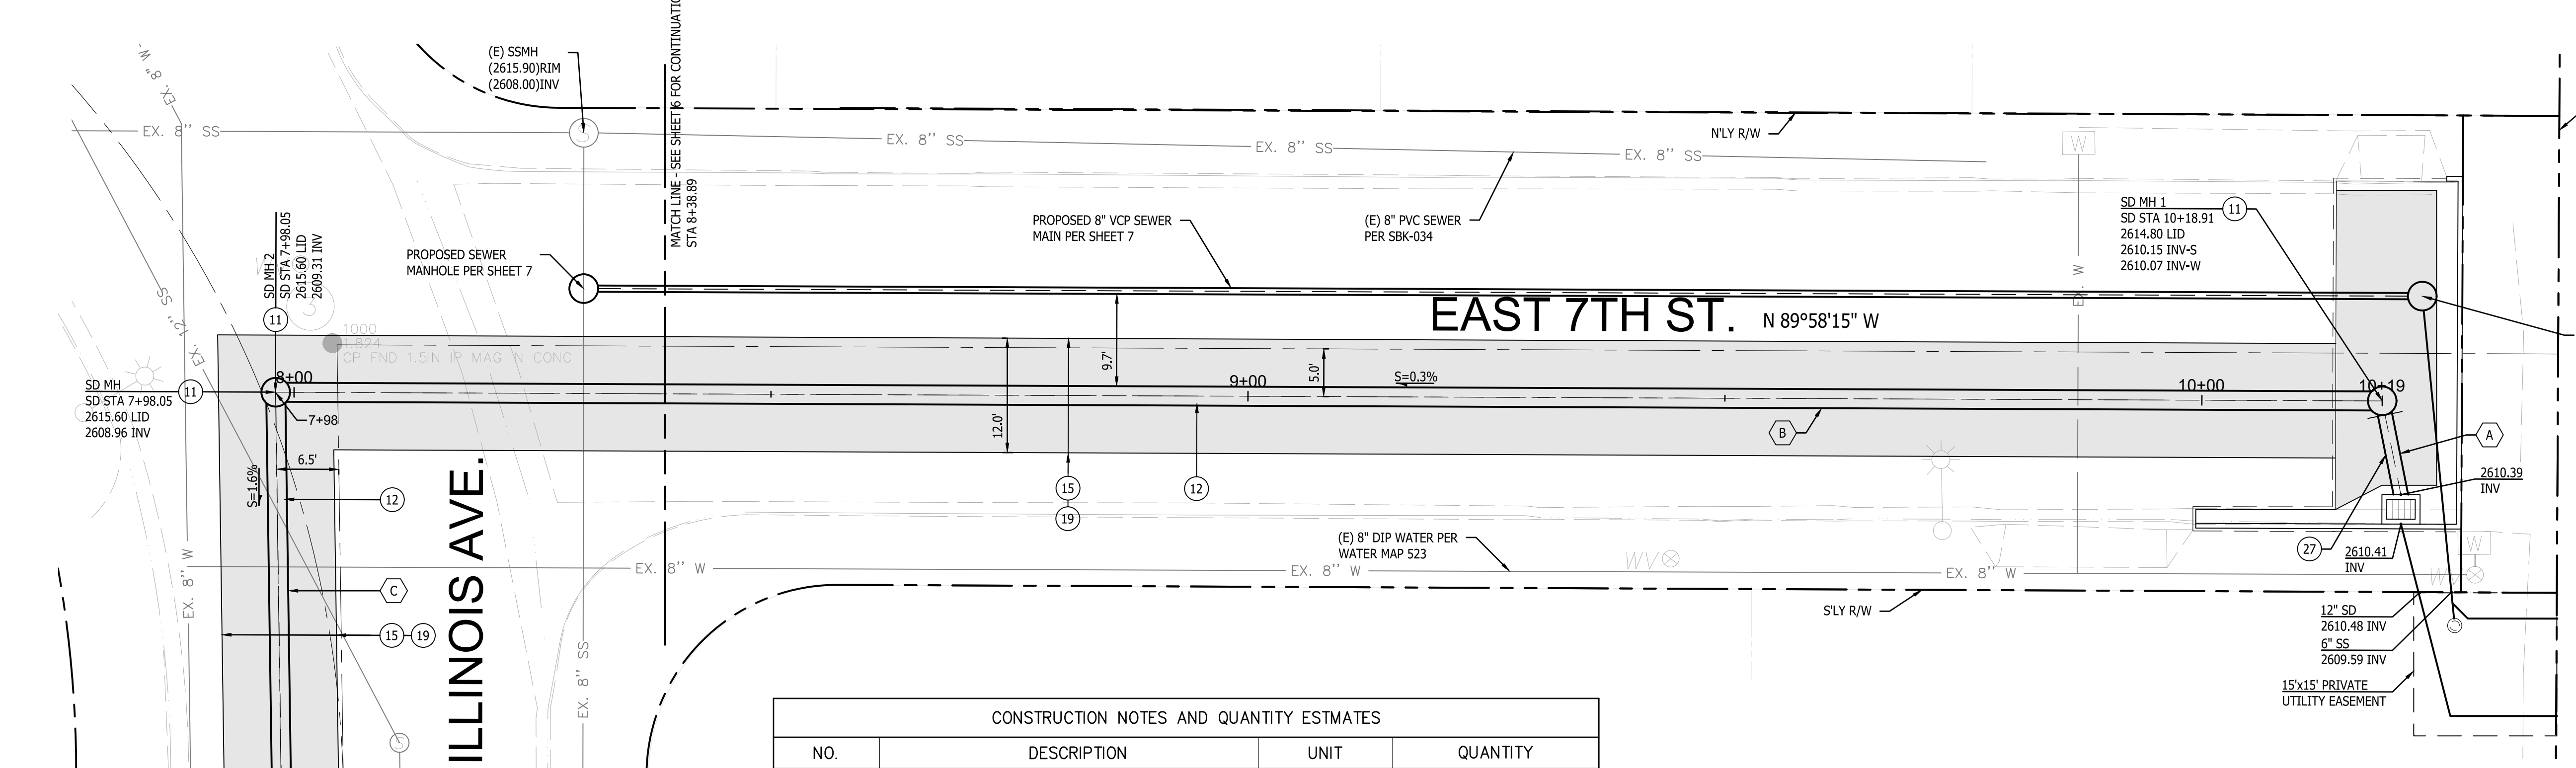 (E) SSMH
(2615.90)RIM
(2608.00)INV
MATCH LINE - SEE SHEET 6 FOR CONTINUATIO
STA 8+38.89
EX. 8" W
EX. 8'' SS
EX. 8'' SS
EX. 8'' SS
EX. 8'' SS
N'LY R/W
W
S
PROPOSED 8" VCP SEWER
MAIN PER SHEET 7
(E) 8" PVC SEWER
PER SBK-034
SD MH 1
SD STA 10+18.91
2614.80 LID
2610.15 INV-S
2610.07 INV-W
11
SD MH 2
SD STA 7+98.05
2615.60 LID
2609.31 INV
11
PROPOSED SEWER
MANHOLE PER SHEET 7
EX. 12'' SS
S
EX. W
EAST 7TH ST. N 89°58'15" W
1000
1.824
CP FND 1.5IN IP MAG IN CONC
9.7'
5.0'
12.0'
S=0.3%
8+00
9+00
10+00
10+19
SD MH
SD STA 7+98.05
2615.60 LID
2608.96 INV
11
7+98
6.5'
S=1.6%
12
B
A
2610.39
INV
15
19
12
ILLINOIS AVE.
(E) 8" DIP WATER PER
WATER MAP 523
WV
27
2610.41
INV
W
EX. 8'' W
EX. 8'' W
EX. 8'' W
EX. 8'' W
C
15
19
S'LY R/W
12" SD
2610.48 INV
6" SS
2609.59 INV
EX. 8'' SS
15'x15' PRIVATE
UTILITY EASEMENT
S
CONSTRUCTION NOTES AND QUANTITY ESTMATES
NO. DESCRIPTION UNIT QUANTITY